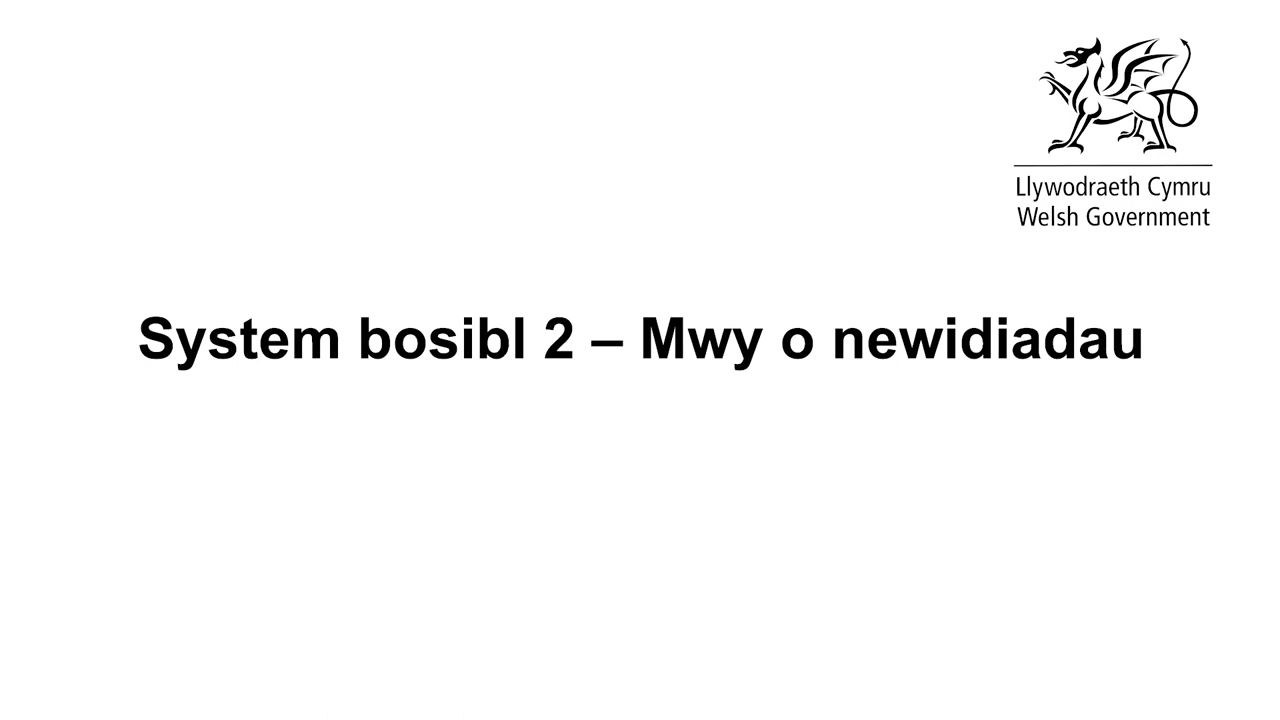 Llywodraeth Cymru
Welsh Government
System bosibl 2 – Mwy o newidiadau